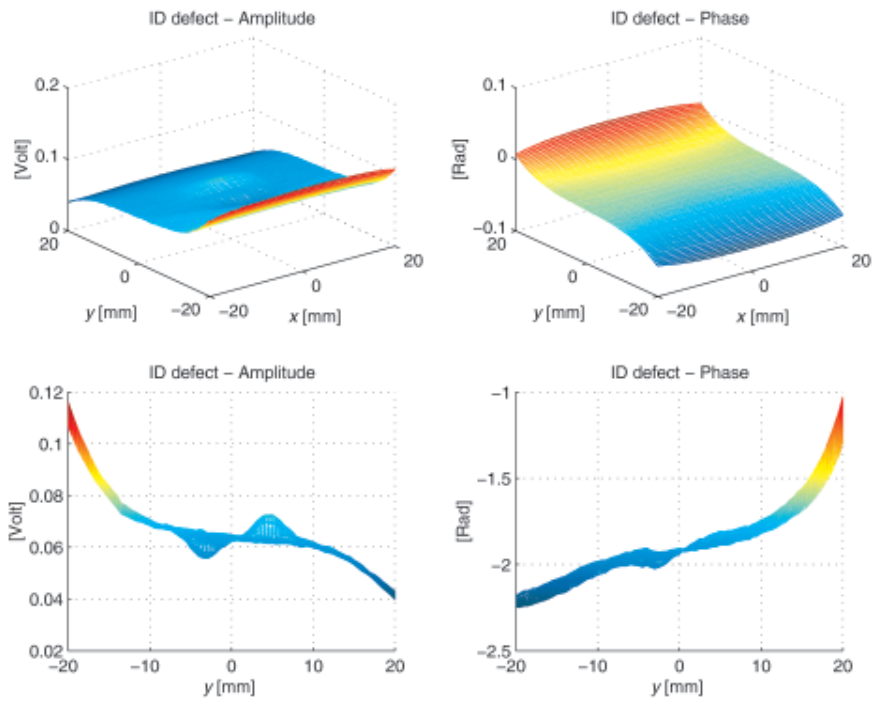 ID defect – Amplitude
ID defect – Phase
0.2
0.1
0
[Volt]
20
0
−20
y [mm]
−20
0
20
x [mm]
0.1
0
−0.1
[Rad]
20
0
−20
y [mm]
−20
0
20
x [mm]
ID defect – Amplitude
ID defect – Phase
0.12
0.1
0.08
0.06
0.04
0.02
[Volt]
−20
−10
0
10
20
y [mm]
−1
−1.5
−2
−2.5
[Rad]
−20
−10
0
10
20
y [mm]